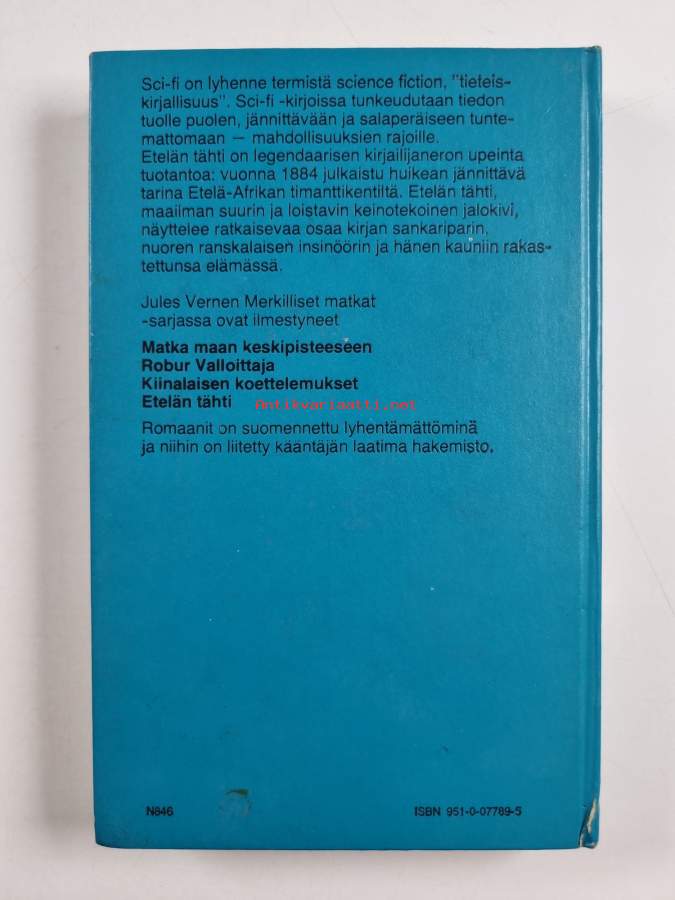 Sci-fi on lyhenne termistä science fiction, "tieteis-
kirjallisuus". Sci-fi -kirjoissa tunkeudutaan tiedon
tuolle puolen, jännittävään ja salaperäiseen tunte-
mattomaan — mahdollisuuksien rajoille.
Etelän tähti on legendaarisen kirjailijaneron upeinta
tuotantoa: vuonna 1884 julkaistu huikean jännittävä
tarina Etelä-Afrikan timanttikentiltä. Etelän tähti,
maailman suurin ja loistavin keinotekoinen jalokivi,
näyttelee ratkaisevaa osaa kirjan sankariparin,
nuoren ranskalaisen insinöörin ja hänen kauniin rakas-
tettunsa elämässä.
Jules Vernen Merkilliset matkat
-sarjassa ovat ilmestyneet
Matka maan keskipisteeseen
Robur Valloittaja
Kiinalaisen koettelemukset
Etelän tähti Antikvariaatti.net
Romaanit on suomennettu lyhentämättöminä
ja niihin on liitetty kääntäjän laatima hakemisto.
N846 ISBN 951-0-07789-5